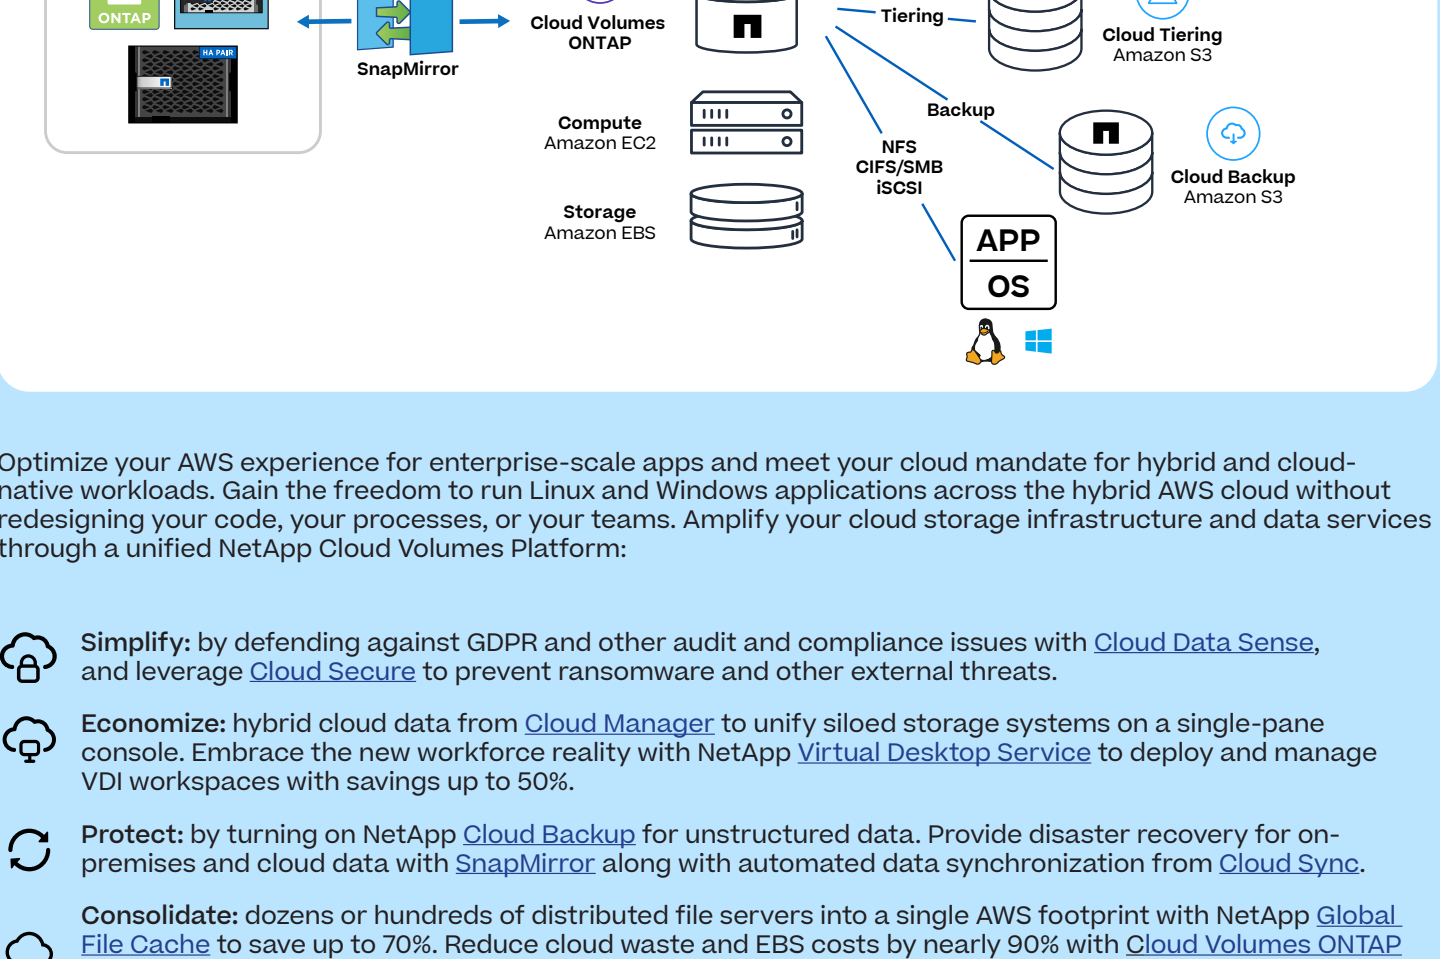 ONTAP
HA PAIR
SnapMirror
Cloud Volumes
ONTAP
Tiering
Cloud Tiering
Amazon S3
Compute
Amazon EC2
Backup
NFS
CIFS/SMB
iSCSI
Cloud Backup
Amazon S3
Storage
Amazon EBS
APP
OS
Optimize your AWS experience for enterprise-scale apps and meet your cloud mandate for hybrid and cloud-
native workloads. Gain the freedom to run Linux and Windows applications across the hybrid AWS cloud without
redesigning your code, your processes, or your teams. Amplify your cloud storage infrastructure and data services
through a unified NetApp Cloud Volumes Platform:
Simplify: by defending against GDPR and other audit and compliance issues with Cloud Data Sense,
and leverage Cloud Secure to prevent ransomware and other external threats.
Economize: hybrid cloud data from Cloud Manager to unify siloed storage systems on a single-pane
console. Embrace the new workforce reality with NetApp Virtual Desktop Service to deploy and manage
VDI workspaces with savings up to 50%.
Protect: by turning on NetApp Cloud Backup for unstructured data. Provide disaster recovery for on-
premises and cloud data with SnapMirror along with automated data synchronization from Cloud Sync.
Consolidate: dozens or hundreds of distributed file servers into a single AWS footprint with NetApp Global
File Cache to save up to 70%. Reduce cloud waste and EBS costs by nearly 90% with Cloud Volumes ONTAP